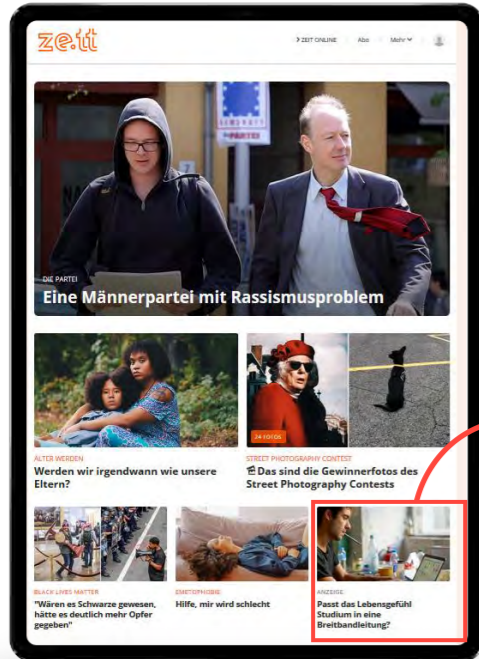 ze.tt
ZEIT ONLINE Abo Mehr
DIE PARTEI
Eine Männerpartei mit Rassismusproblem
ÄLTER WERDEN
Werden wir irgendwann wie unsere
Eltern?
24 FOTOS
STREET PHOTOGRAPHY CONTEST
Das sind die Gewinnerfotos des
Street Photography Contests
BLACK LIVES MATTER
"Wären es Schwarze gewesen,
hätte es deutlich mehr Opfer
gegeben"
EMETOPHOBIE
Hilfe, mir wird schlecht
ANZEIGE
Passt das Lebensgefühl
Studium in eine
Breitbandleitung?